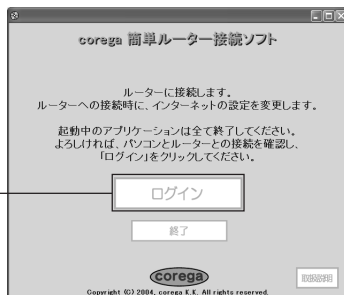 corega 簡単ルーター接続ソフト
ルーターに接続します。
ルーターへの接続時に、インターネットの設定を変更します。
起動中のアプリケーションは全て終了してください。
よろしければ、パソコンとルーターとの接続を確認し、
「ログイン」をクリックしてください。
ログイン
終了
corega
取扱説明
Copyright (C) 2004, corega K.K. All rights reserved.